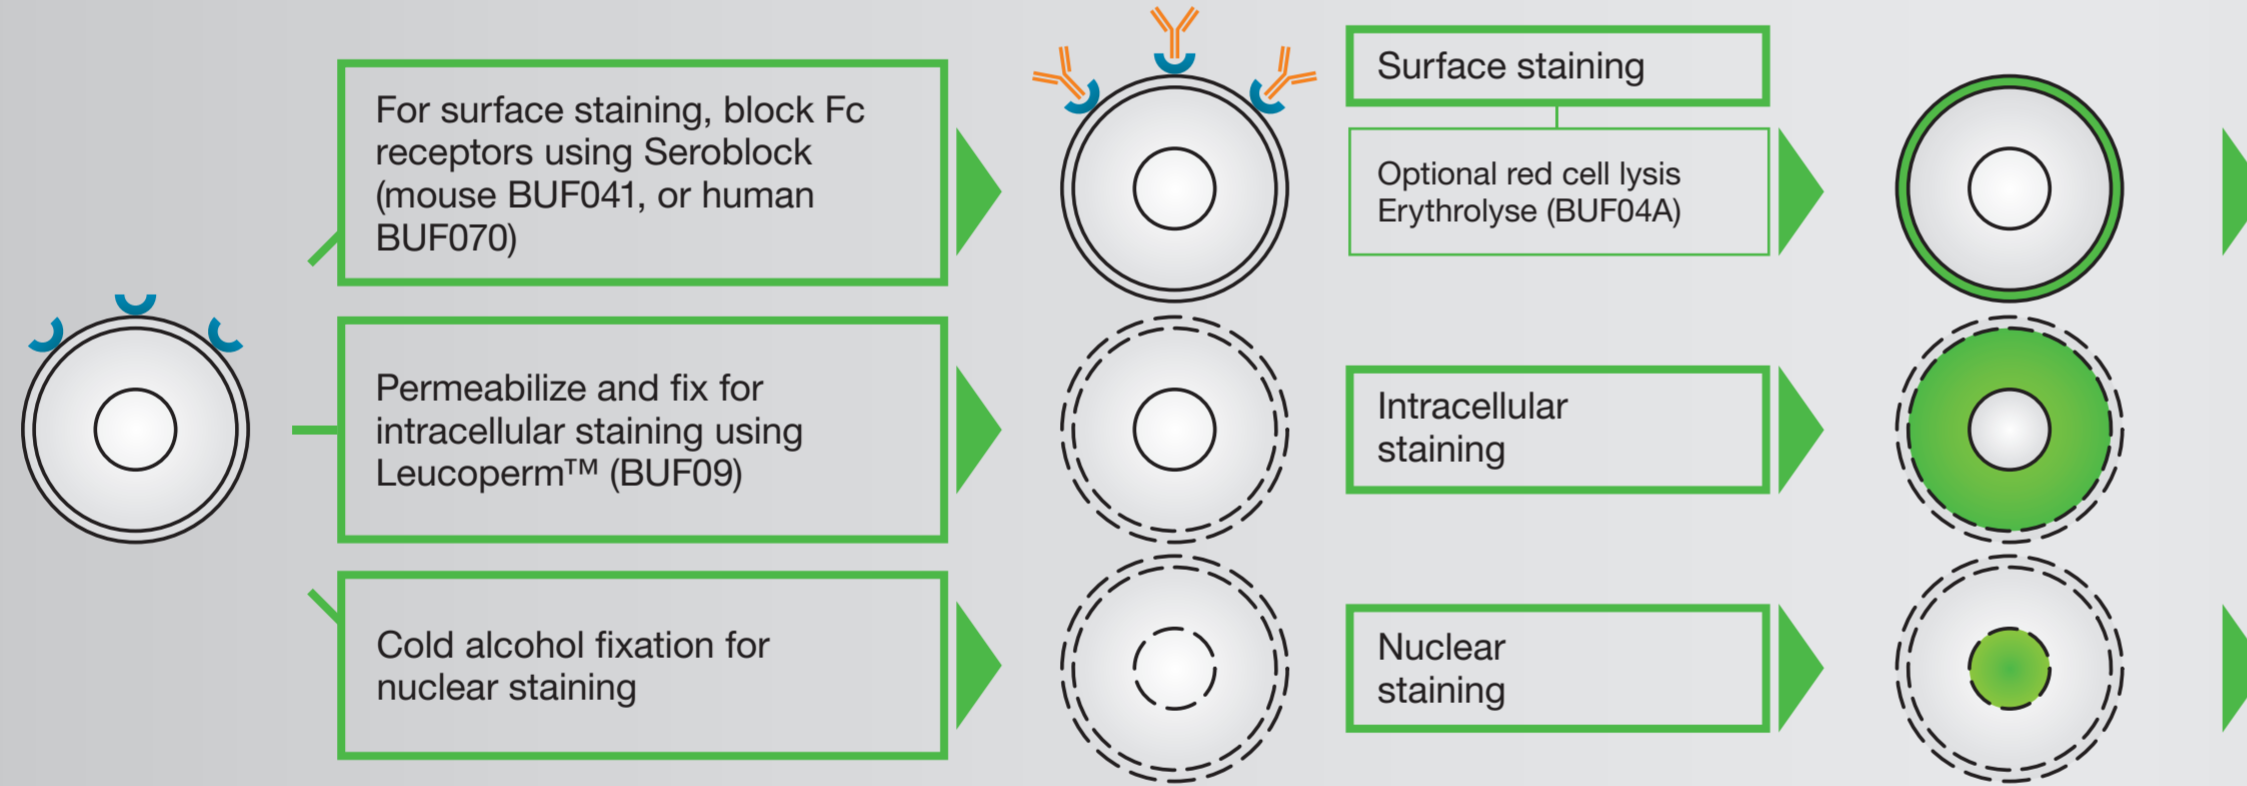 For surface staining, block Fc
receptors using Seroblock
(mouse BUF041, or human
BUF070)
Surface staining
Optional red cell lysis
Erythrolyse (BUF04A)
Permeabilize and fix for
intracellular staining using
Leucoperm™ (BUF09)
Intracellular
staining
Cold alcohol fixation for
nuclear staining
Nuclear
staining